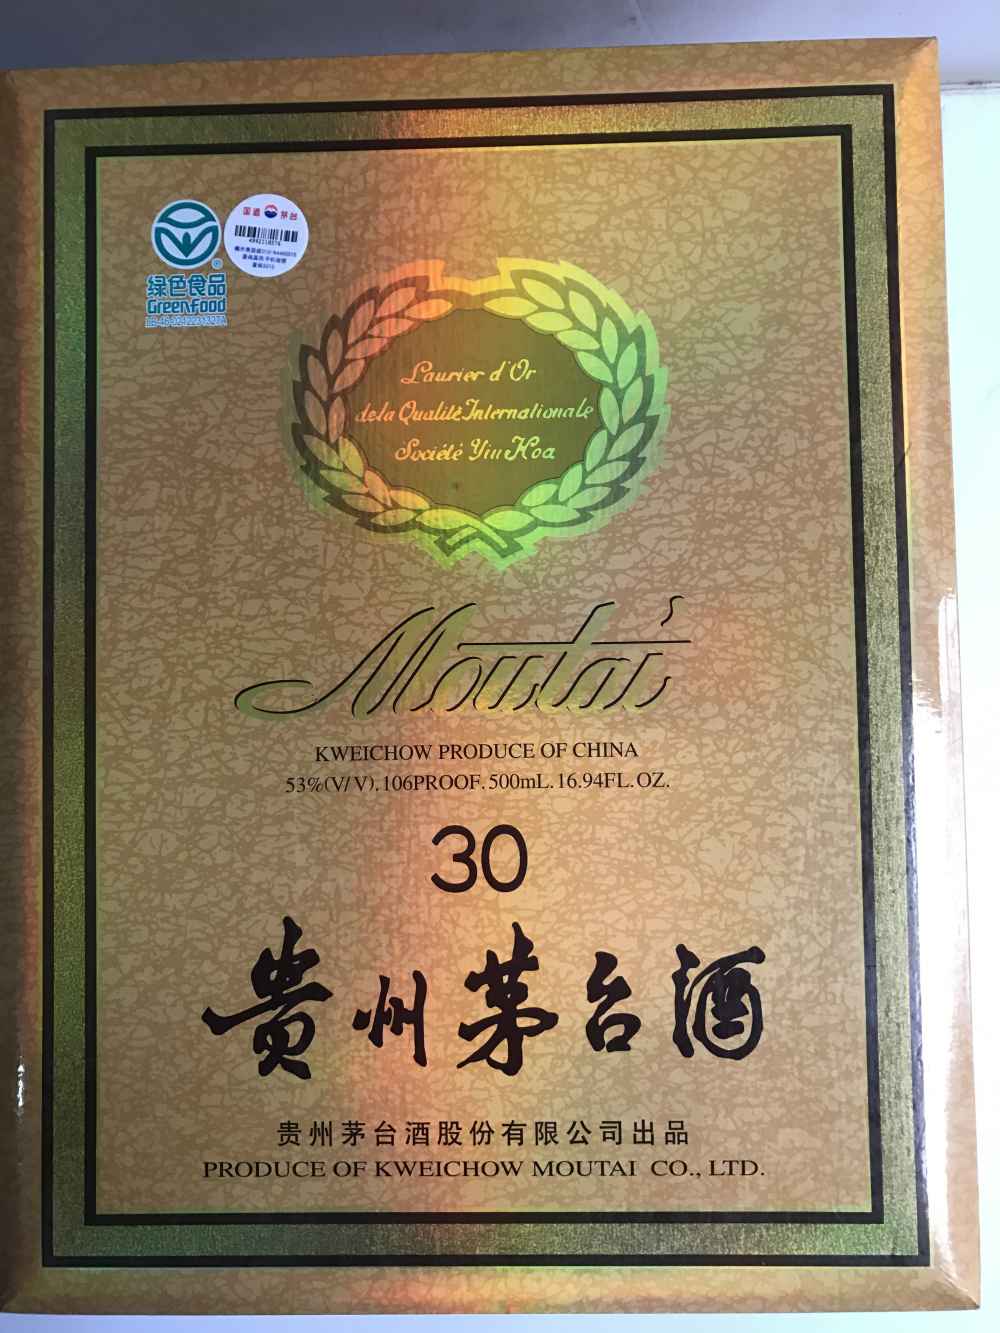 国酒 茅台
绿色食品
Greenfood
Laurier d'Or
de la Qualité Internationale
Société Yiu Hoa
Moutai
KWEICHOW PRODUCE OF CHINA
53%(V/V).106PROOF.500mL.16.94FL.OZ.
30
贵州茅台酒
贵州茅台酒股份有限公司出品
PRODUCE OF KWEICHOW MOUTAI CO., LTD.